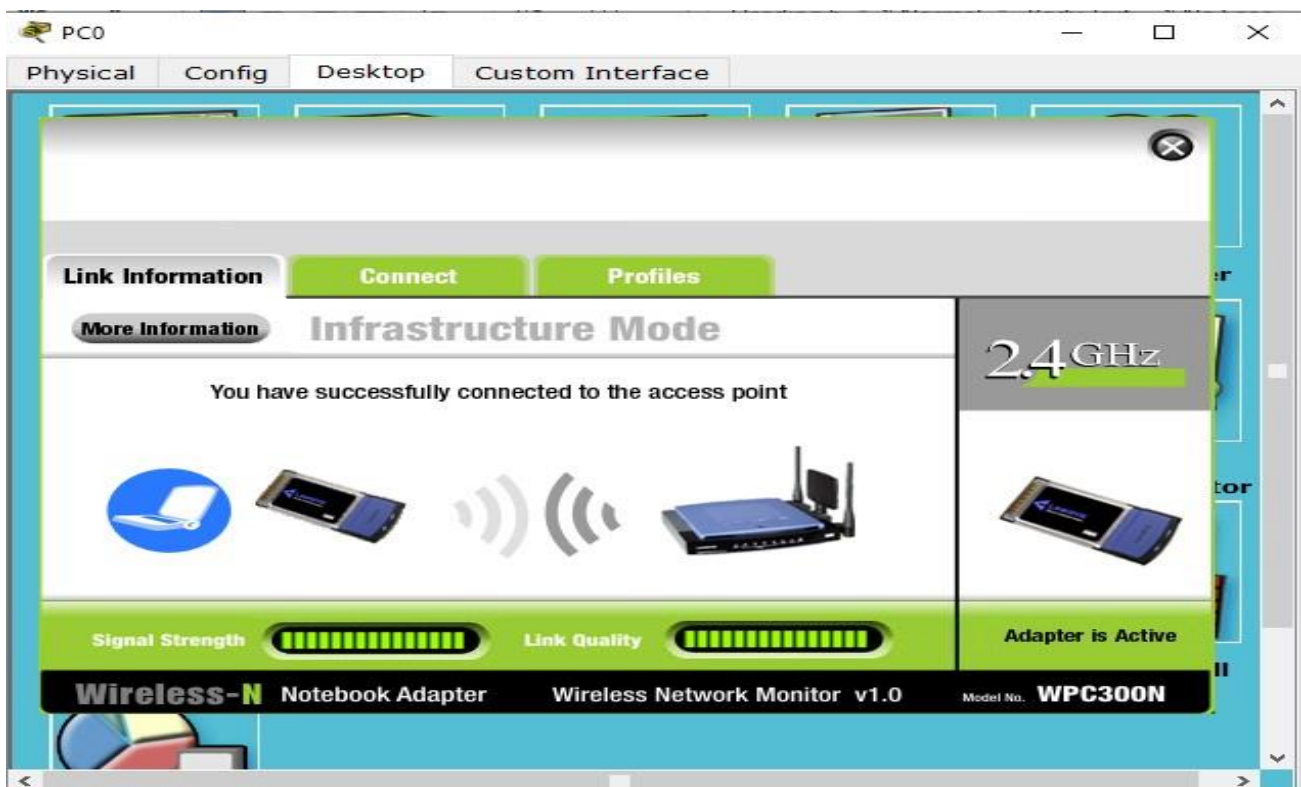 PC0
Physical Config Desktop Custom Interface
Link Information Connect Profiles
More Information Infrastructure Mode
2.4GHz
You have successfully connected to the access point
Signal Strength Link Quality Adapter is Active
Wireless-N Notebook Adapter Wireless Network Monitor v1.0 Model No. WPC300N